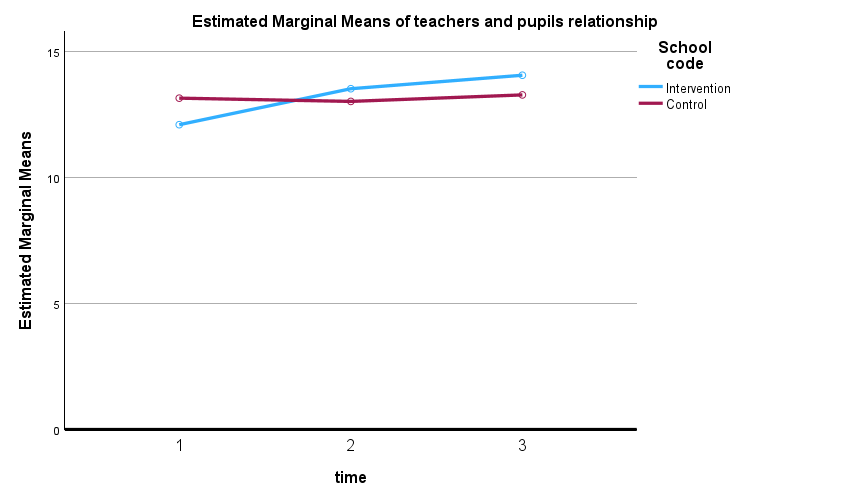 Estimated Marginal Means of teachers and pupils relationship
School
code
Intervention
Control
Estimated Marginal Means
15
10
5
0
1 2 3
time